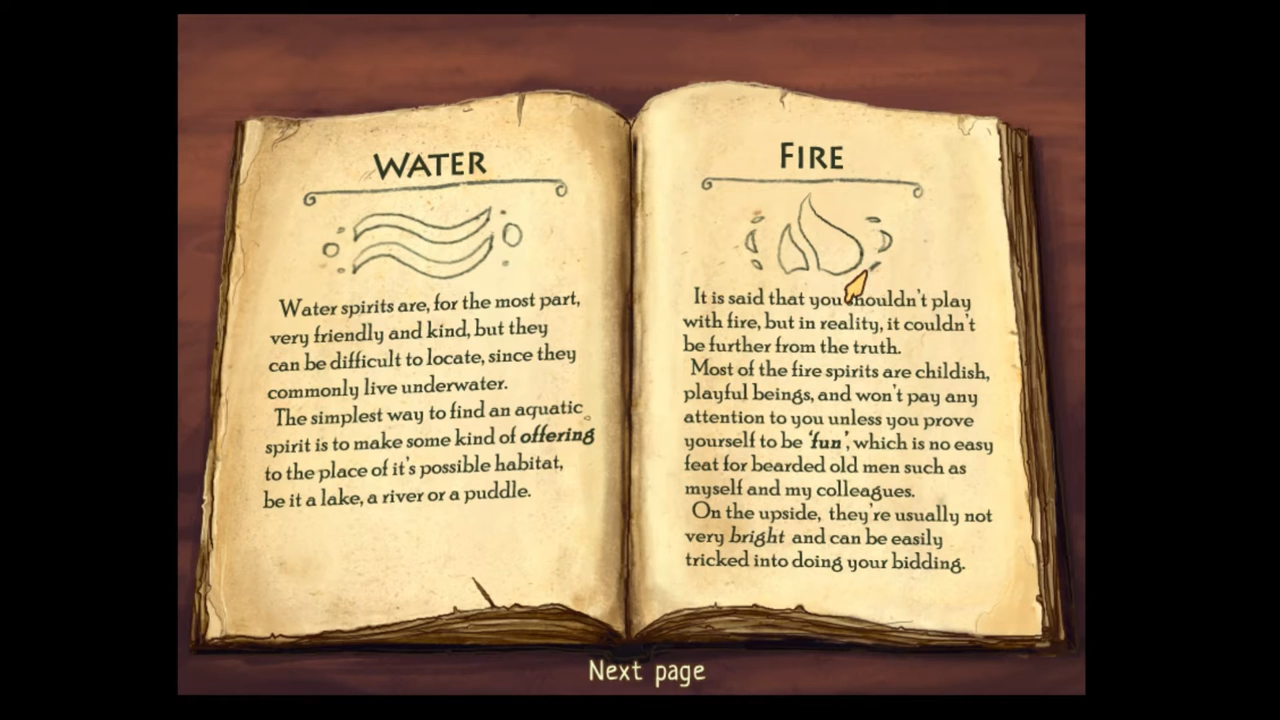 WATER
Water spirits are, for the most part,
very friendly and kind, but they
can be difficult to locate, since they
commonly live underwater.
The simplest way to find an aquatic
spirit is to make some kind of offering
to the place of it's possible habitat,
be it a lake, a river or a puddle.
FIRE
It is said that you shouldn't play
with fire, but in reality, it couldn't
be further from the truth.
Most of the fire spirits are childish,
playful beings, and won't pay any
attention to you unless you prove
yourself to be 'fun', which is no easy
feat for bearded old men such as
myself and my colleagues.
On the upside, they're usually not
very bright and can be easily
tricked into doing your bidding.
Next page